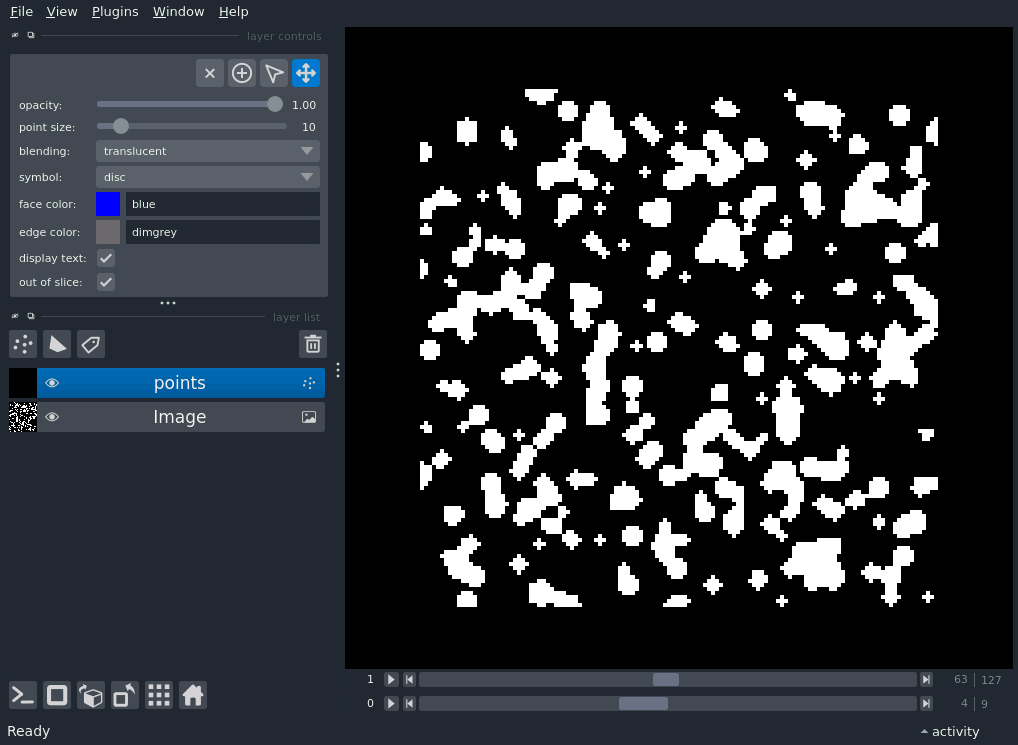 File View Plugins Window Help
layer controls
opacity: 1.00
point size: 10
blending: translucent
symbol: disc
face color: blue
edge color: dimgrey
display text:
out of slice:
layer list
points
Image
1 63 127
0 4 9
Ready activity